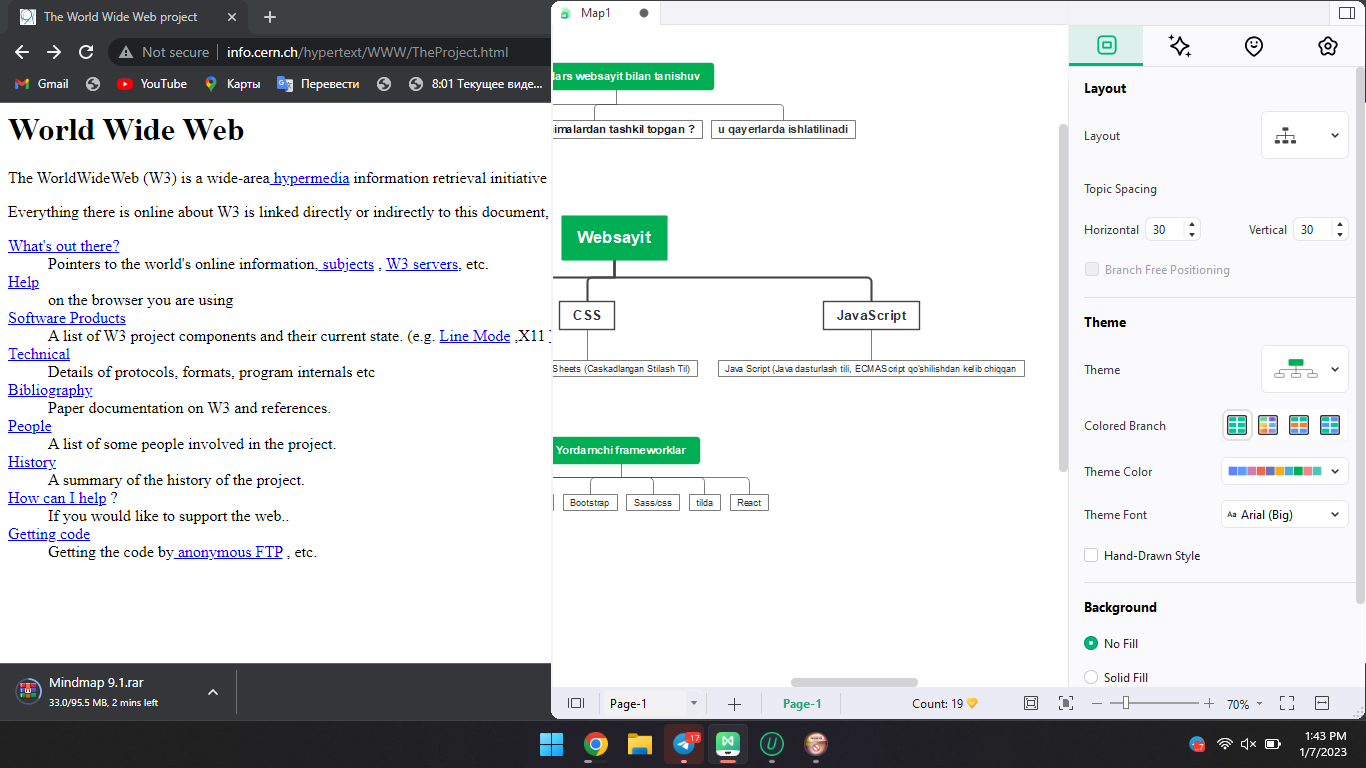 The World Wide Web project
Not secure
info.cern.ch/hypertext/WWW/TheProject.html
Gmail
YouTube
Карты
Перевести
8:01 Текущее виде...
World Wide Web
The WorldWideWeb (W3) is a wide-area hypermedia information retrieval initiative
Everything there is online about W3 is linked directly or indirectly to this document,
What's out there?
Pointers to the world's online information, subjects , W3 servers, etc.
Help
on the browser you are using
Software Products
A list of W3 project components and their current state. (e.g. Line Mode ,X11
Technical
Details of protocols, formats, program internals etc
Bibliography
Paper documentation on W3 and references.
People
A list of some people involved in the project.
History
A summary of the history of the project.
How can I help ?
If you would like to support the web..
Getting code
Getting the code by anonymous FTP , etc.
Mindmap 9.1.rar
33.0/95.5 MB, 2 mins left
Map1
lars websayit bilan tanishuv
imalardan tashkil topgan ?
u qayerlarda ishlatilinadi
Websayit
CSS
JavaScript
Sheets (Caskadlangan Stilash Til)
Java Script (Java dasturlash tili, ECMAScript qo'shilishdan kelib chiqqan
Yordamchi frameworklar
Bootstrap
Sass/css
tilda
React
Layout
Layout
Topic Spacing
Horizontal 30
Vertical 30
Branch Free Positioning
Theme
Theme
Colored Branch
Theme Color
Theme Font
Aa Arial (Big)
Hand-Drawn Style
Background
No Fill
Solid Fill
Page-1
Page-1
Count: 19
70%
17
1:43 PM
1/7/2023